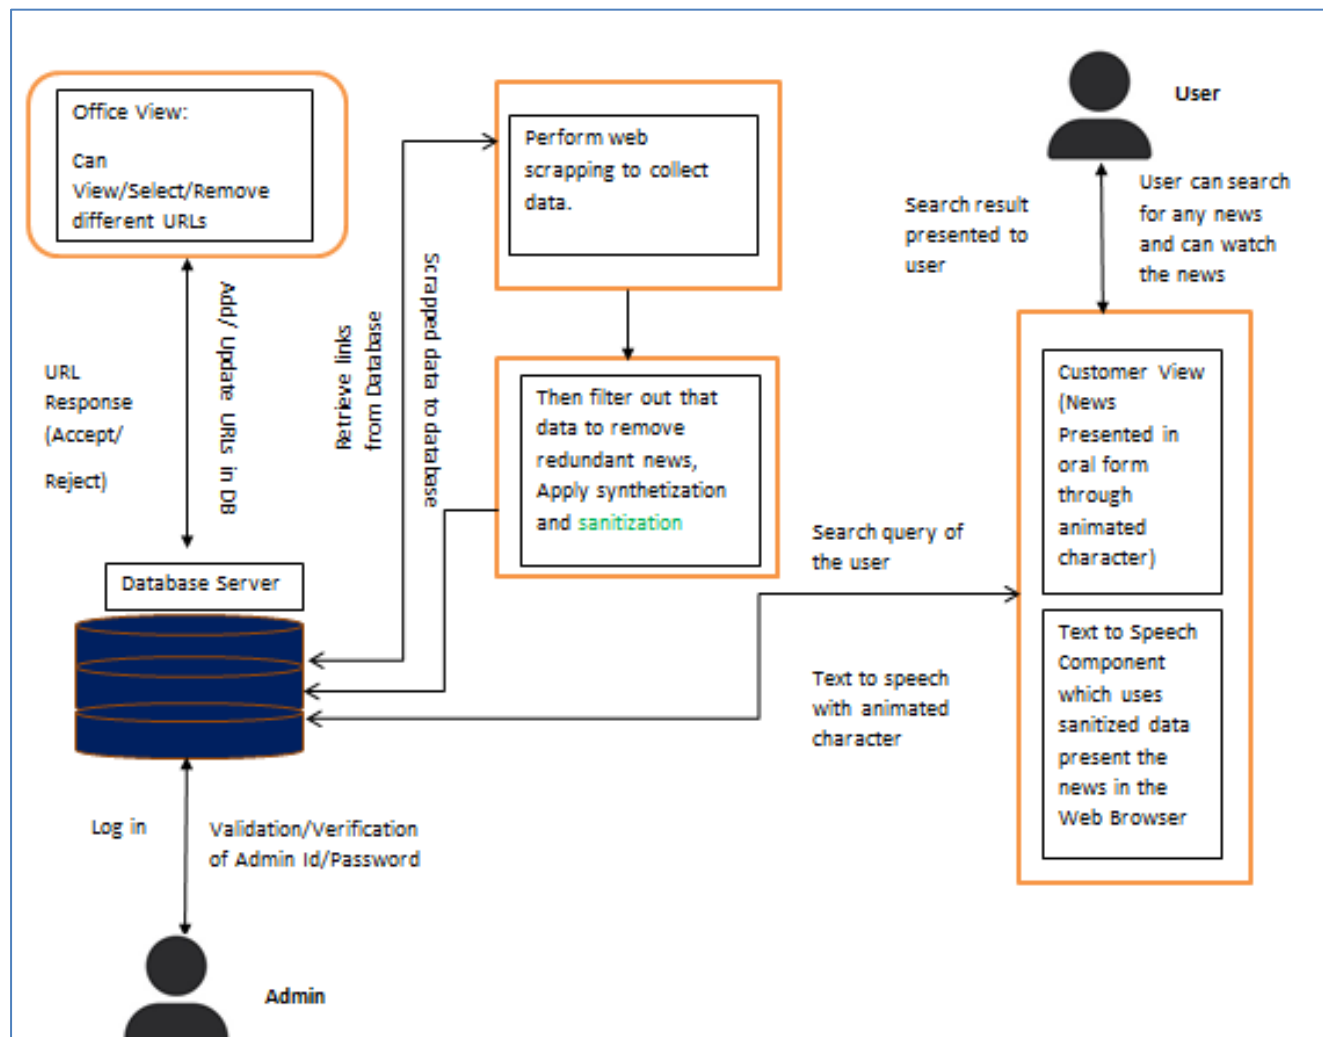 Office View:
Can
View/Select/Remove
different URLs
Perform web
scrapping to collect
data.
User
Search result
presented to
user
User can search
for any news
and can watch
the news
URL
Response
(Accept/
Reject)
Add/ Update URLs in DB
Retrieve links
from Database
Scrapped data to database
Then filter out that
data to remove
redundant news,
Apply synthetization
and sanitization
Customer View
(News
Presented in
oral form
through
animated
character)
Search query of
the user
Database Server
Text to Speech
Component
which uses
sanitized data
present the
news in the
Web Browser
Text to speech
with animated
character
Log in
Validation/Verification
of Admin Id/Password
Admin